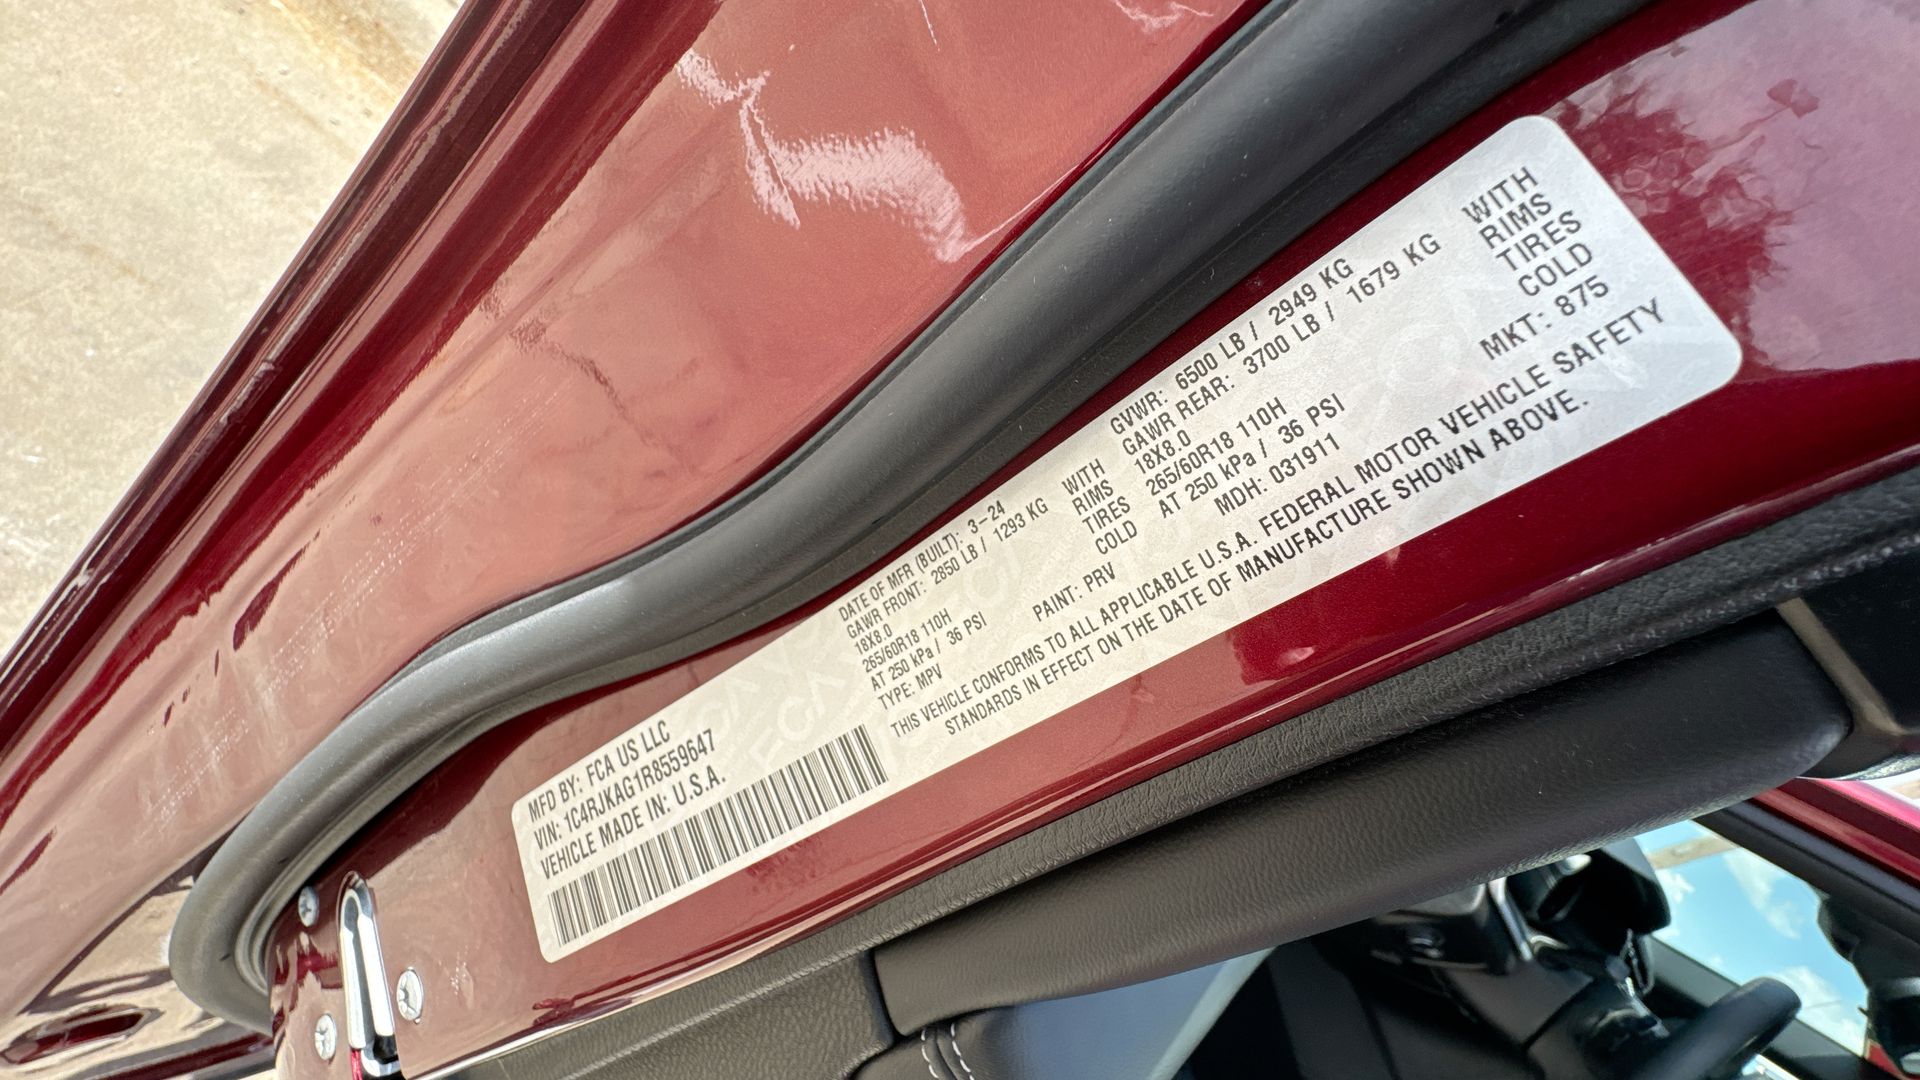 MFD BY: FCA US LLC
DATE OF MFR (BUILT): 3-24
GVWR: 6500 LB / 2949 KG
VIN: 1C4RJKAG1R8559647
GAWR FRONT: 2850 LB / 1293 KG
WITH
GAWR REAR: 3700 LB / 1679 KG
WITH
VEHICLE MADE IN: U.S.A.
18X8.0
RIMS
18X8.0
RIMS
265/60R18 110H
TIRES
265/60R18 110H
TIRES
AT 250 kPa / 36 PSI
COLD
AT 250 kPa / 36 PSI
COLD
TYPE: MPV
PAINT: PRV
MDH: 031911
MKT: 875
THIS VEHICLE CONFORMS TO ALL APPLICABLE U.S.A. FEDERAL MOTOR VEHICLE SAFETY
STANDARDS IN EFFECT ON THE DATE OF MANUFACTURE SHOWN ABOVE.